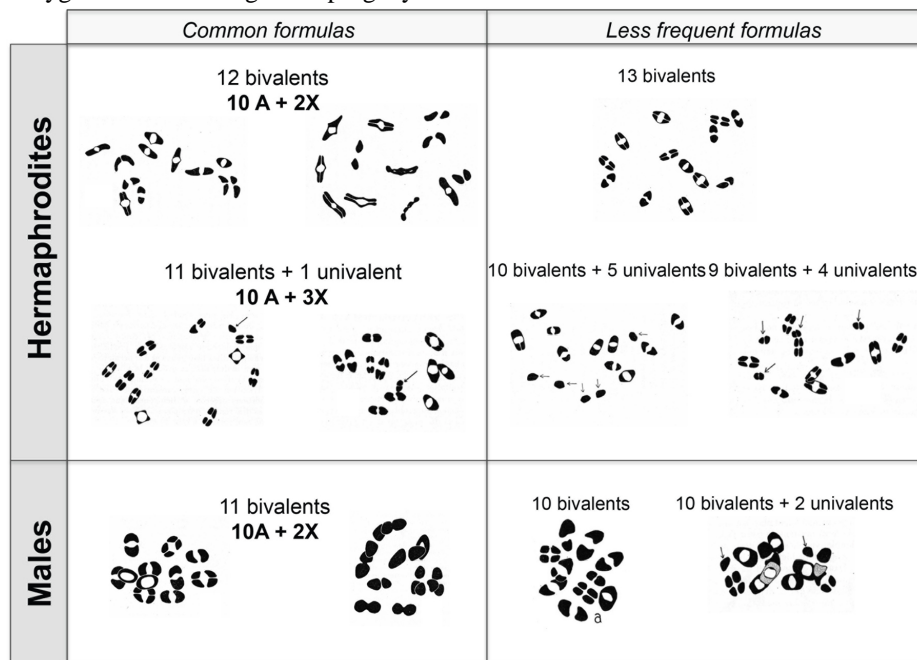 Common formulas
Less frequent formulas
Hermaphrodites
12 bivalents
10 A + 2X
13 bivalents
11 bivalents + 1 univalent
10 A + 3X
10 bivalents + 5 univalents
9 bivalents + 4 univalents
Males
11 bivalents
10A + 2X
10 bivalents
10 bivalents + 2 univalents
a